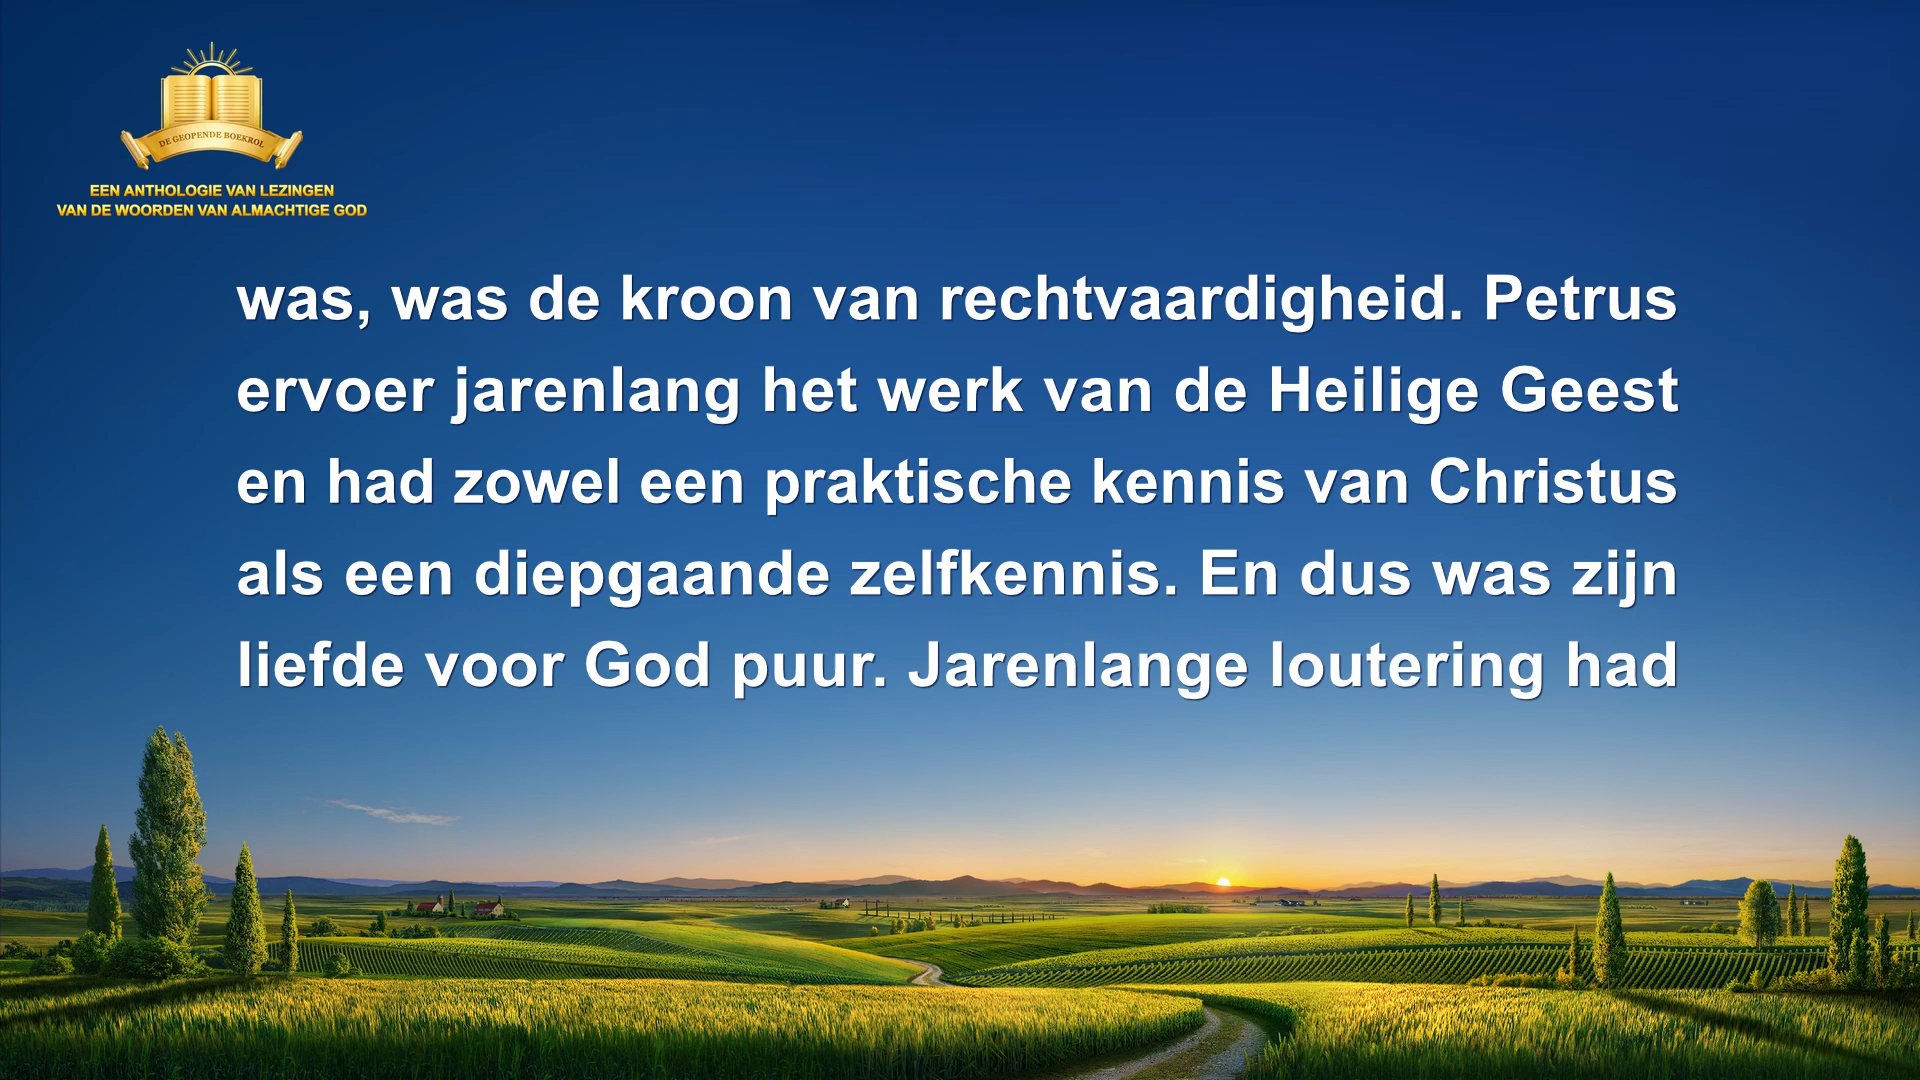 DE GEOPENDE BOEKROL
EEN ANTHOLOGIE VAN LEZINGEN
VAN DE WOORDEN VAN ALMACHTIGE GOD
was, was de kroon van rechtvaardigheid. Petrus
ervoer jarenlang het werk van de Heilige Geest
en had zowel een praktische kennis van Christus
als een diepgaande zelfkennis. En dus was zijn
liefde voor God puur. Jarenlange loutering had